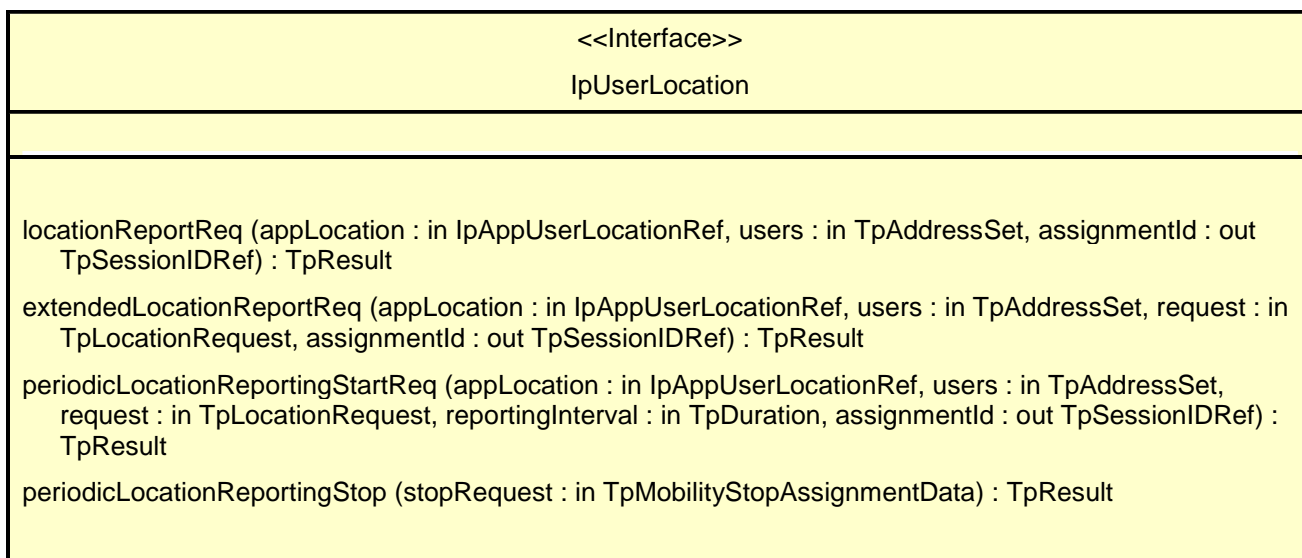 <<Interface>>
IpUserLocation
locationReportReq (appLocation : in IpAppUserLocationRef, users : in TpAddressSet, assignmentId : out
TpSessionIDRef) : TpResult
extendedLocationReportReq (appLocation : in IpAppUserLocationRef, users : in TpAddressSet, request : in
TpLocationRequest, assignmentId : out TpSessionIDRef) : TpResult
periodicLocationReportingStartReq (appLocation : in IpAppUserLocationRef, users : in TpAddressSet,
request : in TpLocationRequest, reportingInterval : in TpDuration, assignmentId : out TpSessionIDRef) :
TpResult
periodicLocationReportingStop (stopRequest : in TpMobilityStopAssignmentData) : TpResult